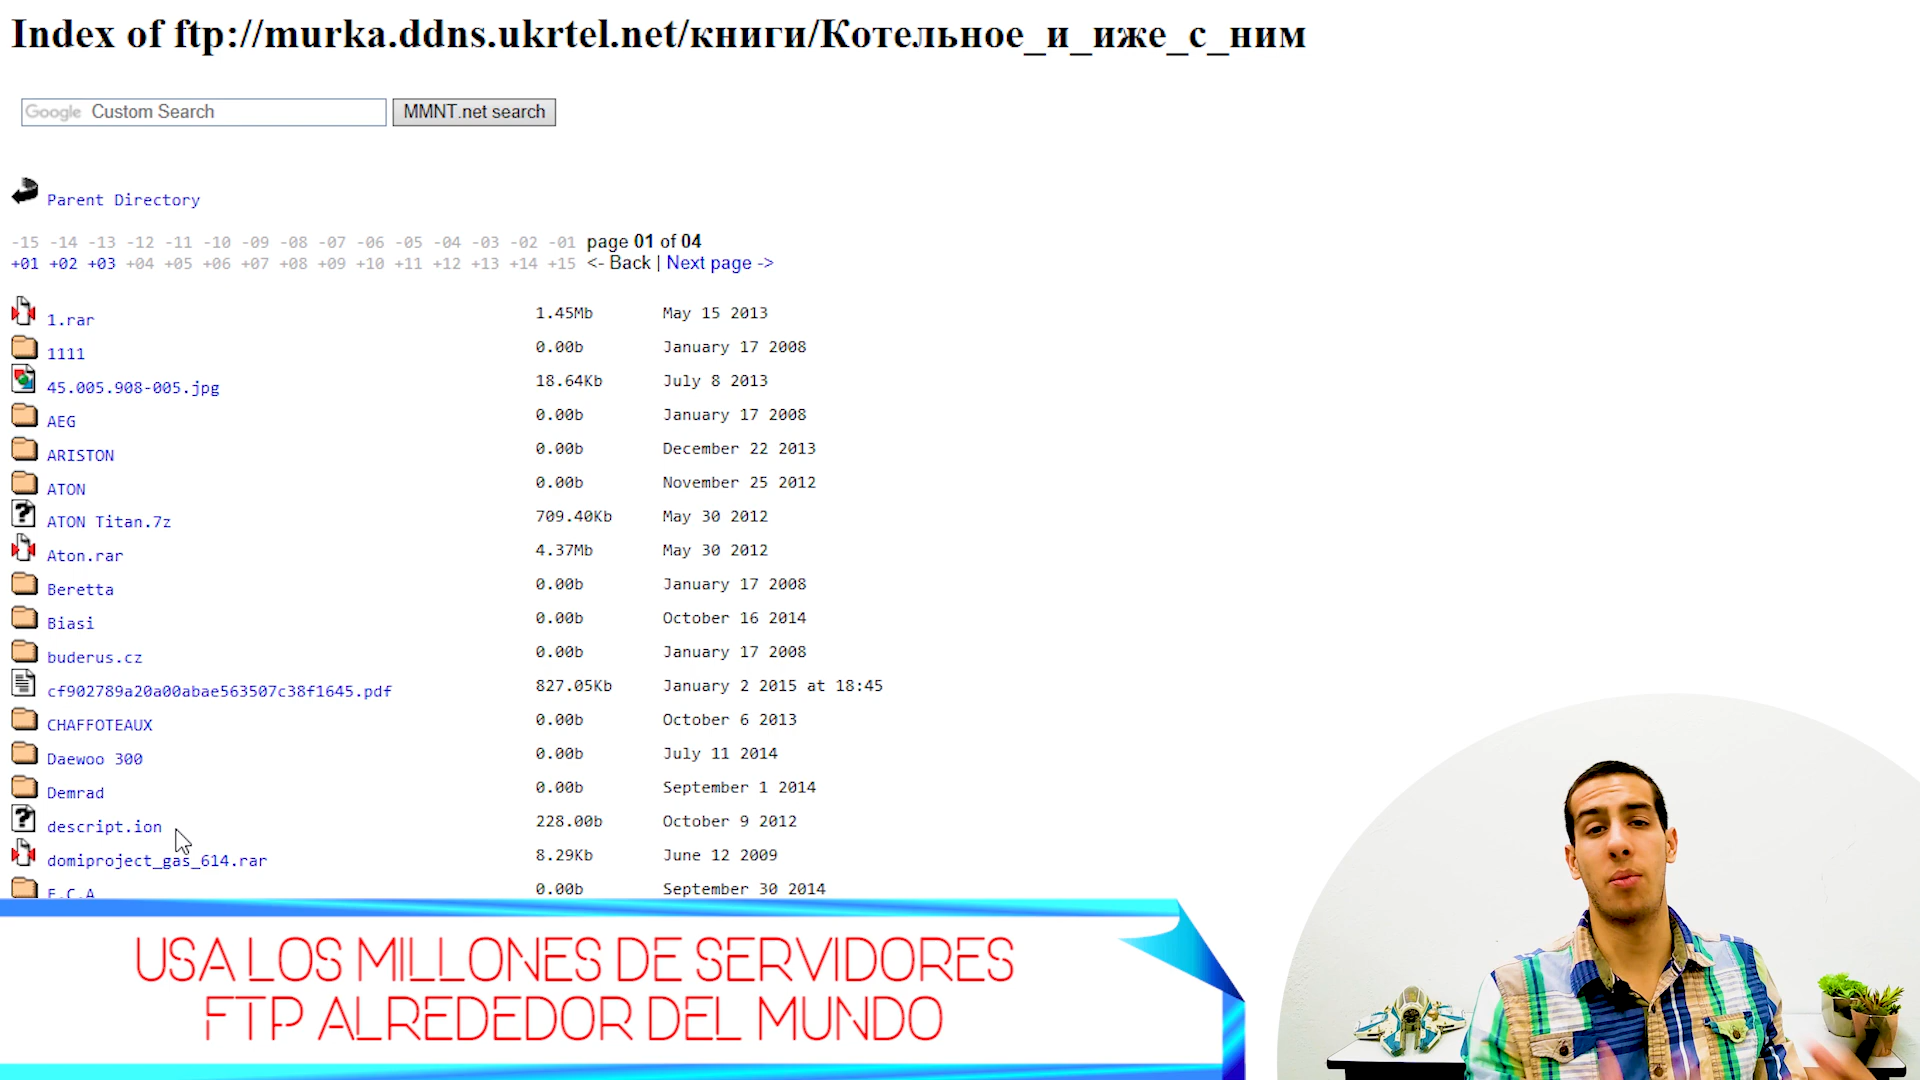 Index of ftp://murka.ddns.ukrtel.net/книги/Котельное_и_иже_с_ним
Google Custom Search MMNT.net search
Parent Directory
-15 -14 -13 -12 -11 -10 -09 -08 -07 -06 -05 -04 -03 -02 -01 page 01 of 04
+01 +02 +03 +04 +05 +06 +07 +08 +09 +10 +11 +12 +13 +14 +15 <- Back | Next page ->
1.rar 1.45Mb May 15 2013
1111 0.00b January 17 2008
45.005.908-005.jpg 18.64Kb July 8 2013
AEG 0.00b January 17 2008
ARISTON 0.00b December 22 2013
ATON 0.00b November 25 2012
ATON Titan.7z 709.40Kb May 30 2012
Aton.rar 4.37Mb May 30 2012
Beretta 0.00b January 17 2008
Biasi 0.00b October 16 2014
buderus.cz 0.00b January 17 2008
cf902789a20a00abae563507c38f1645.pdf 827.05Kb January 2 2015 at 18:45
CHAFFOTEAUX 0.00b October 6 2013
Daewoo 300 0.00b July 11 2014
Demrad 0.00b September 1 2014
descript.ion 228.00b October 9 2012
domiproject_gas_614.rar 8.29Kb June 12 2009
E.C.A 0.00b September 30 2014
USA LOS MILLONES DE SERVIDORES
FTP ALREDEDOR DEL MUNDO